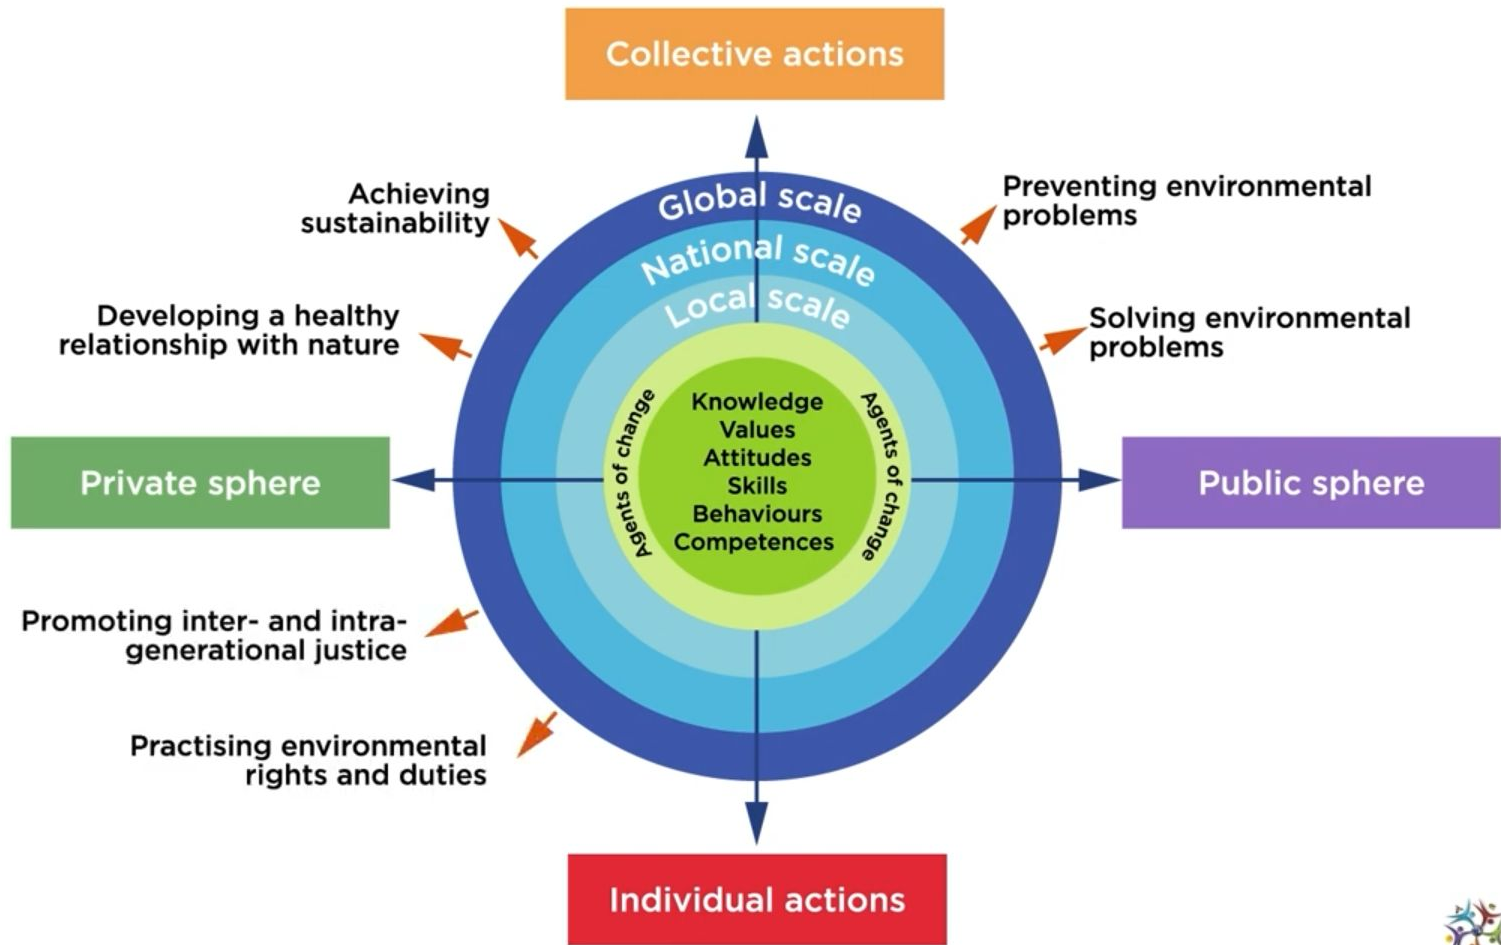 Collective actions
Achieving
sustainability
Preventing environmental
problems
Global scale
National scale
Local scale
Developing a healthy
relationship with nature
Solving environmental
problems
Agents of change
Knowledge
Values
Attitudes
Skills
Behaviours
Competences
Agents of change
Private sphere
Public sphere
Promoting inter- and intra-
generational justice
Practising environmental
rights and duties
Individual actions